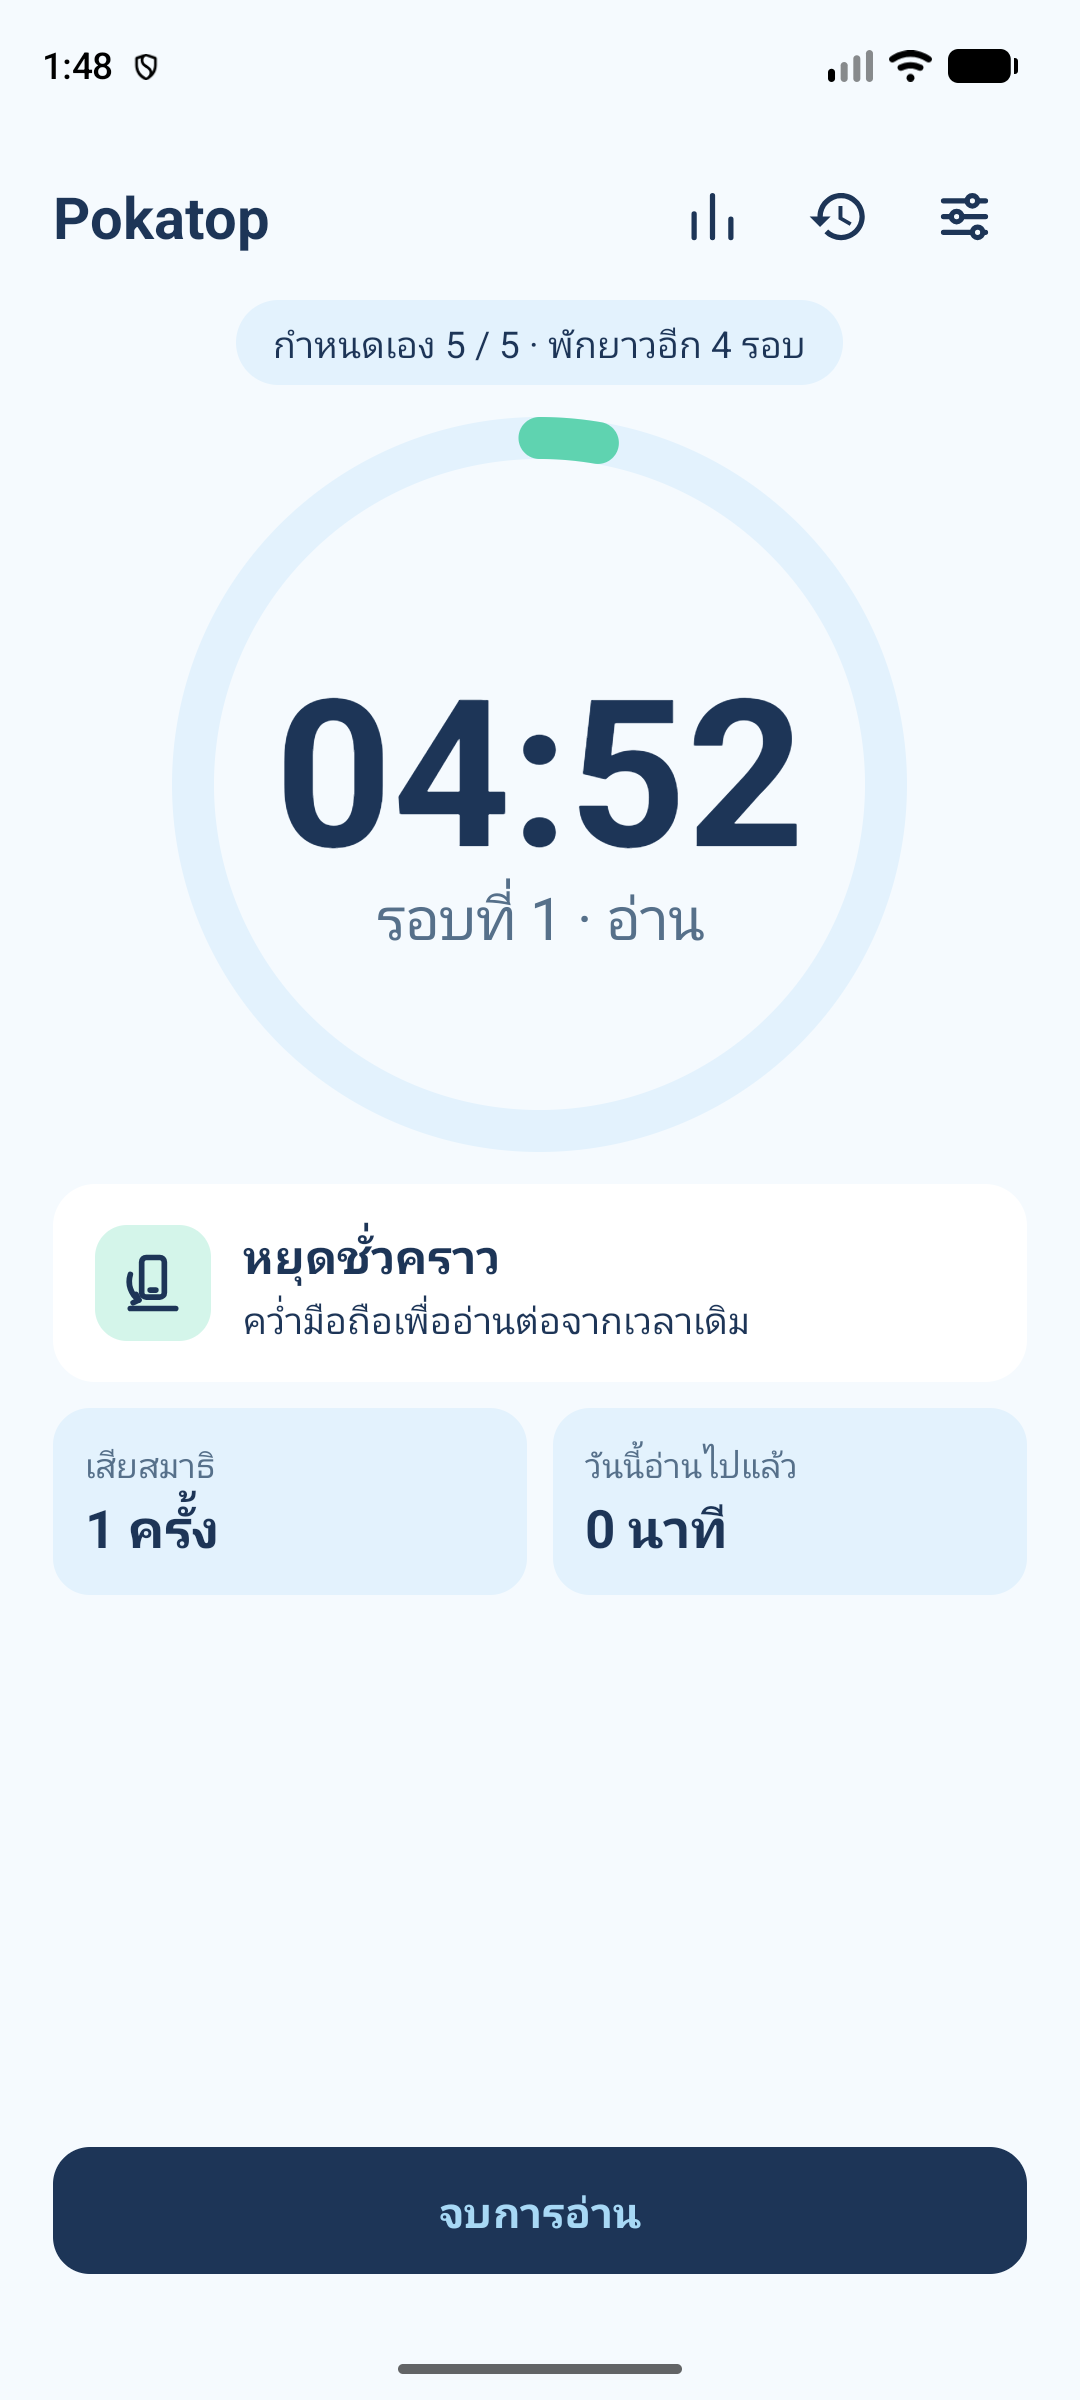 1:48
Pokatop
กำหนดเอง 5 / 5 · พักยาวอีก 4 รอบ
04:52
รอบที่ 1 · อ่าน
หยุดชั่วคราว
คว่ำมือถือเพื่ออ่านต่อจากเวลาเดิม
เสียสมาธิ
1 ครั้ง
วันนี้อ่านไปแล้ว
0 นาที
จบการอ่าน